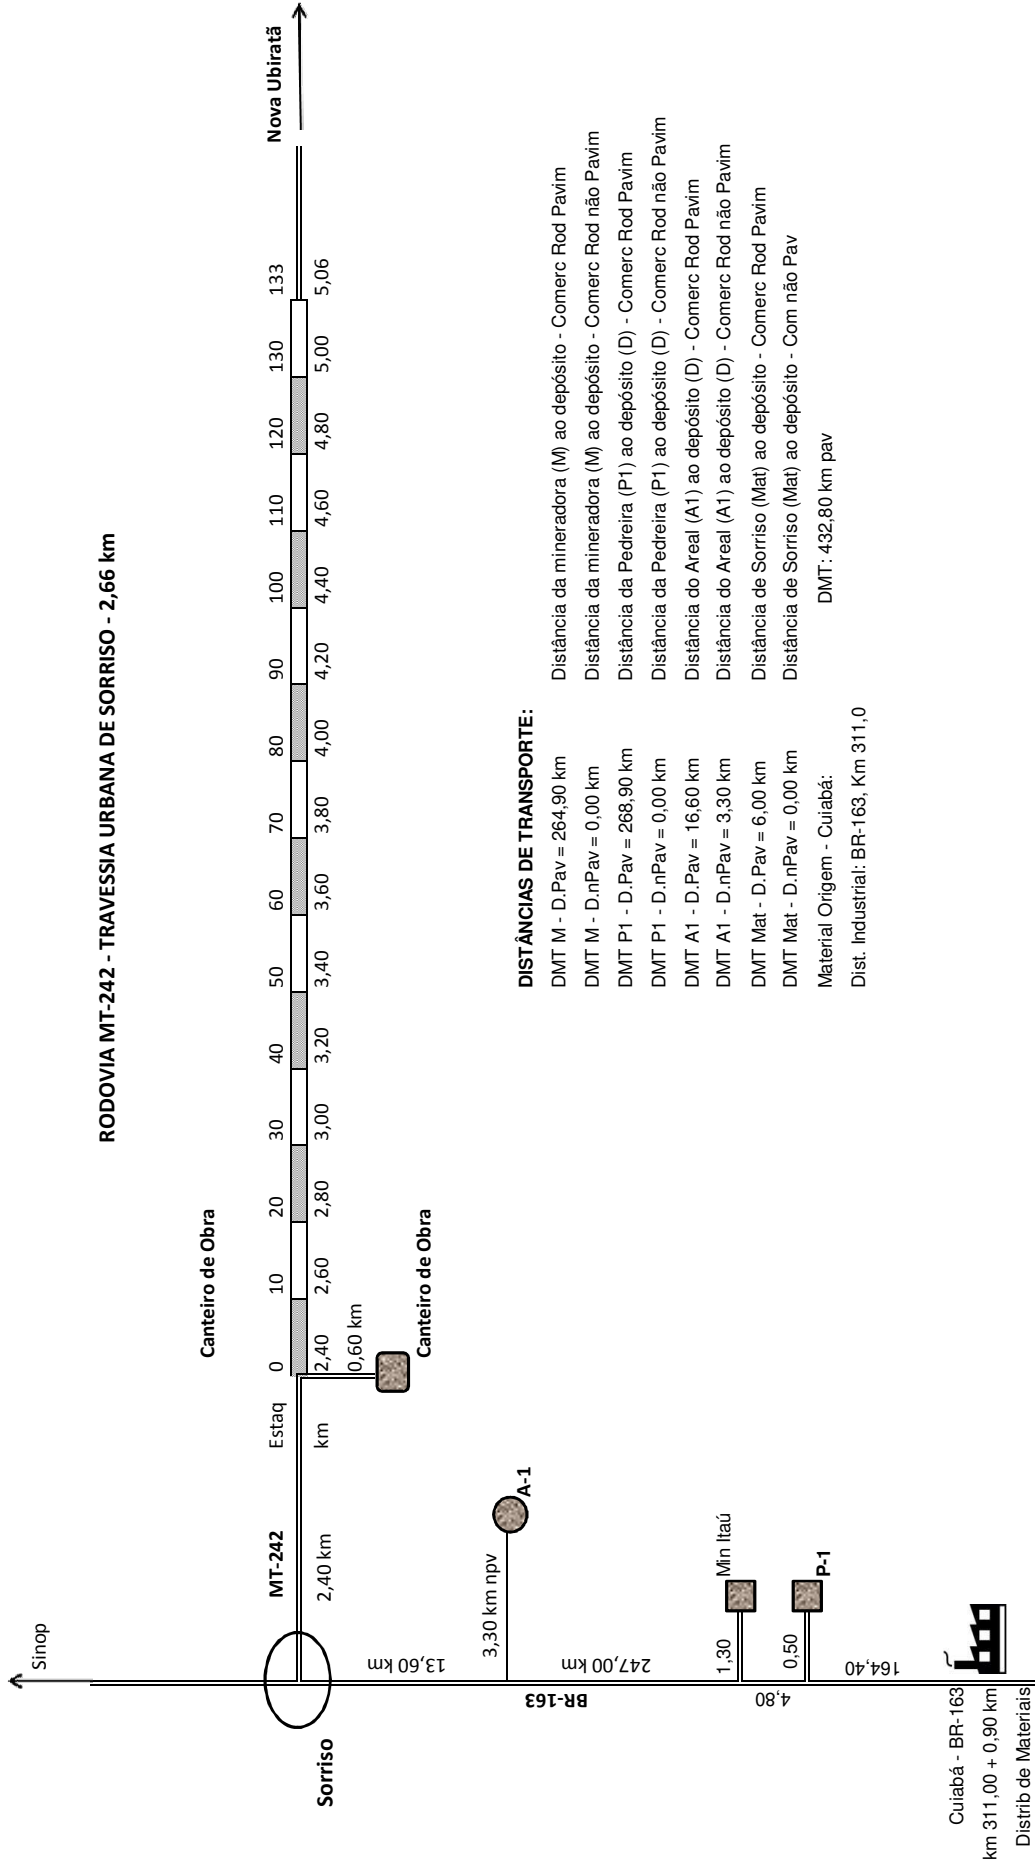 RODOVIA MT-242 - TRAVESSIA URBANA DE SORRISO - 2,66 km
Sinop
Canteiro de Obra
Nova Ubiratã
MT-242
Estaq
0 10 20 30 40 50 60 70 80 90 100 110 120 130 133
2,40 km
km
2,40 2,60 2,80 3,00 3,20 3,40 3,60 3,80 4,00 4,20 4,40 4,60 4,80 5,00 5,06
Sorriso
0,60 km
Canteiro de Obra
13,60 km
3,30 km npv
A-1
BR-163
247,00 km
1,30
Min Itaú
4,80
0,50
P-1
164,40
Cuiabá - BR-163
km 311,00 + 0,90 km
Distrib de Materiais
DISTÂNCIAS DE TRANSPORTE:
DMT M - D.Pav = 264,90 km Distância da mineradora (M) ao depósito - Comerc Rod Pavim
DMT M - D.nPav = 0,00 km Distância da mineradora (M) ao depósito - Comerc Rod não Pavim
DMT P1 - D.Pav = 268,90 km Distância da Pedreira (P1) ao depósito (D) - Comerc Rod Pavim
DMT P1 - D.nPav = 0,00 km Distância da Pedreira (P1) ao depósito (D) - Comerc Rod não Pavim
DMT A1 - D.Pav = 16,60 km Distância do Areal (A1) ao depósito (D) - Comerc Rod Pavim
DMT A1 - D.nPav = 3,30 km Distância do Areal (A1) ao depósito (D) - Comerc Rod não Pavim
DMT Mat - D.Pav = 6,00 km Distância de Sorriso (Mat) ao depósito - Comerc Rod Pavim
DMT Mat - D.nPav = 0,00 km Distância de Sorriso (Mat) ao depósito - Com não Pav
Material Origem - Cuiabá: DMT: 432,80 km pav
Dist. Industrial: BR-163, Km 311,0